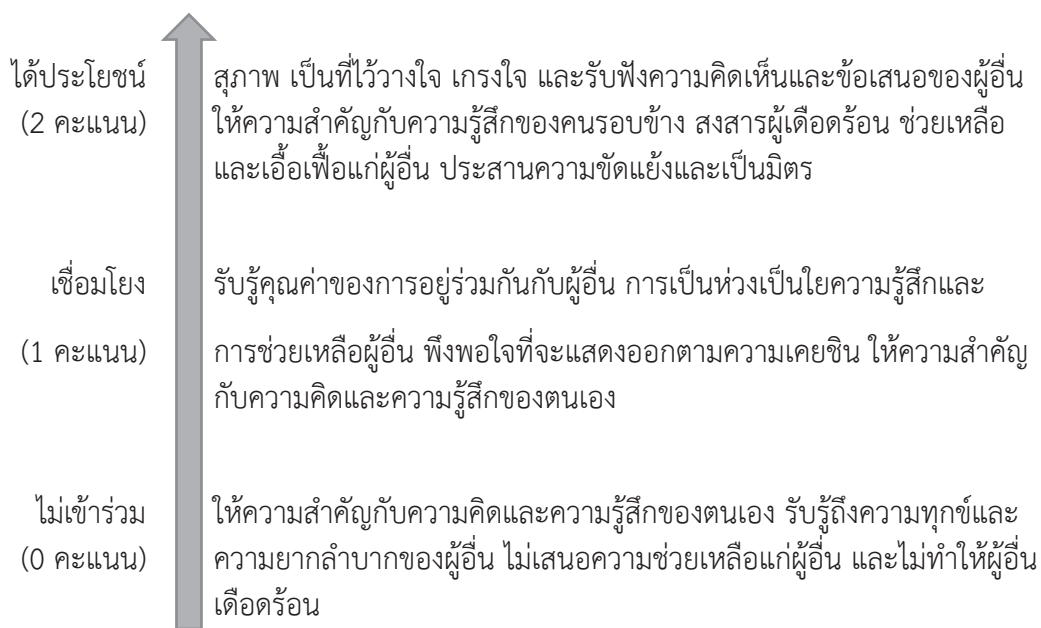 ได้ประโยชน์ สุภาพ เป็นที่ไว้วางใจ เกรงใจ และรับฟังความคิดเห็นและข้อเสนอของผู้อื่น
(2 คะแนน) ให้ความสำคัญกับความรู้สึกของคนรอบข้าง สงสารผู้เดือดร้อน ช่วยเหลือ
และเอื้อเฟื้อแก่ผู้อื่น ประสานความขัดแย้งและเป็นมิตร
เชื่อมโยง รับรู้คุณค่าของการอยู่ร่วมกันกับผู้อื่น การเป็นห่วงเป็นใยความรู้สึกและ
(1 คะแนน) การช่วยเหลือผู้อื่น พึงพอใจที่จะแสดงออกตามความเคยชิน ให้ความสำคัญ
กับความคิดและความรู้สึกของตนเอง
ไม่เข้าร่วม ให้ความสำคัญกับความคิดและความรู้สึกของตนเอง รับรู้ถึงความทุกข์และ
(0 คะแนน) ความยากลำบากของผู้อื่น ไม่เสนอความช่วยเหลือแก่ผู้อื่น และไม่ทำให้ผู้อื่น
เดือดร้อน